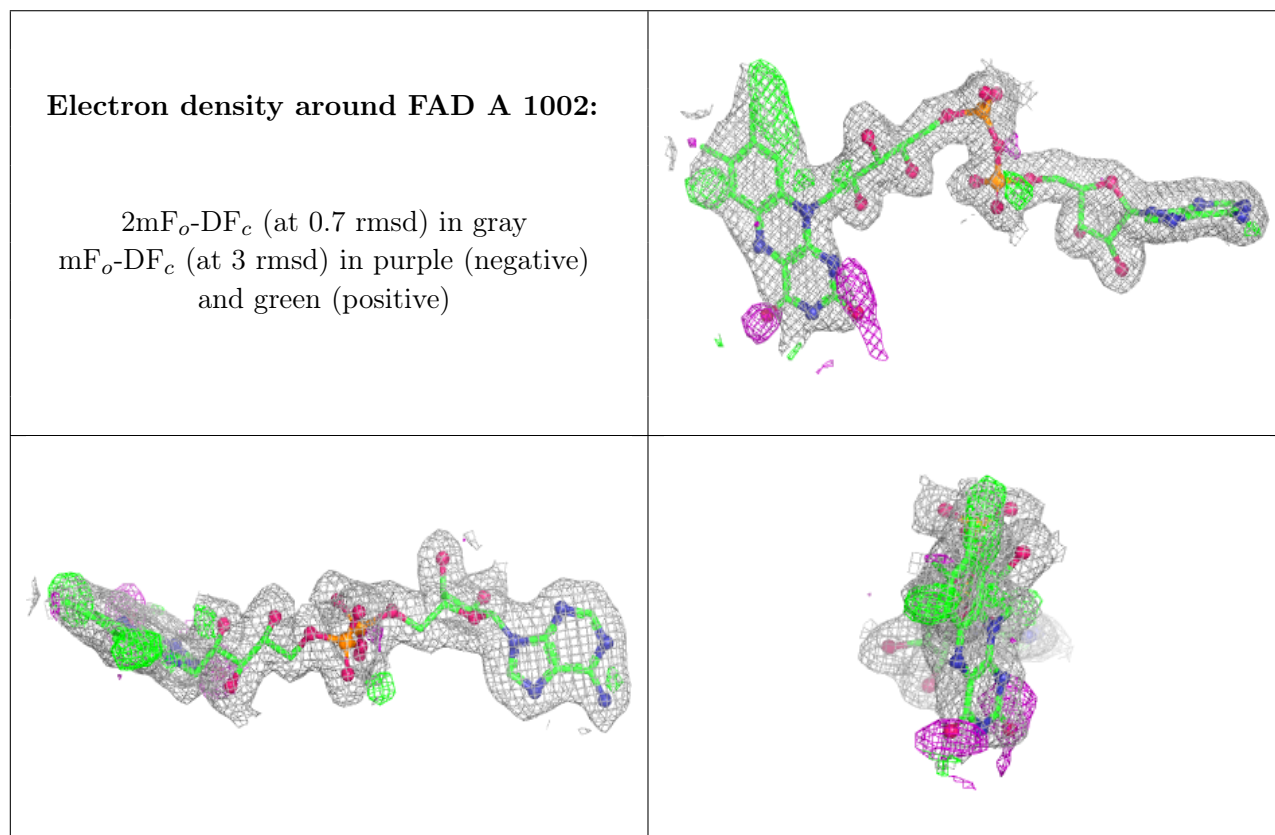 Electron density around FAD A 1002:
2mFo-DFc (at 0.7 rmsd) in gray
mFo-DFc (at 3 rmsd) in purple (negative)
and green (positive)